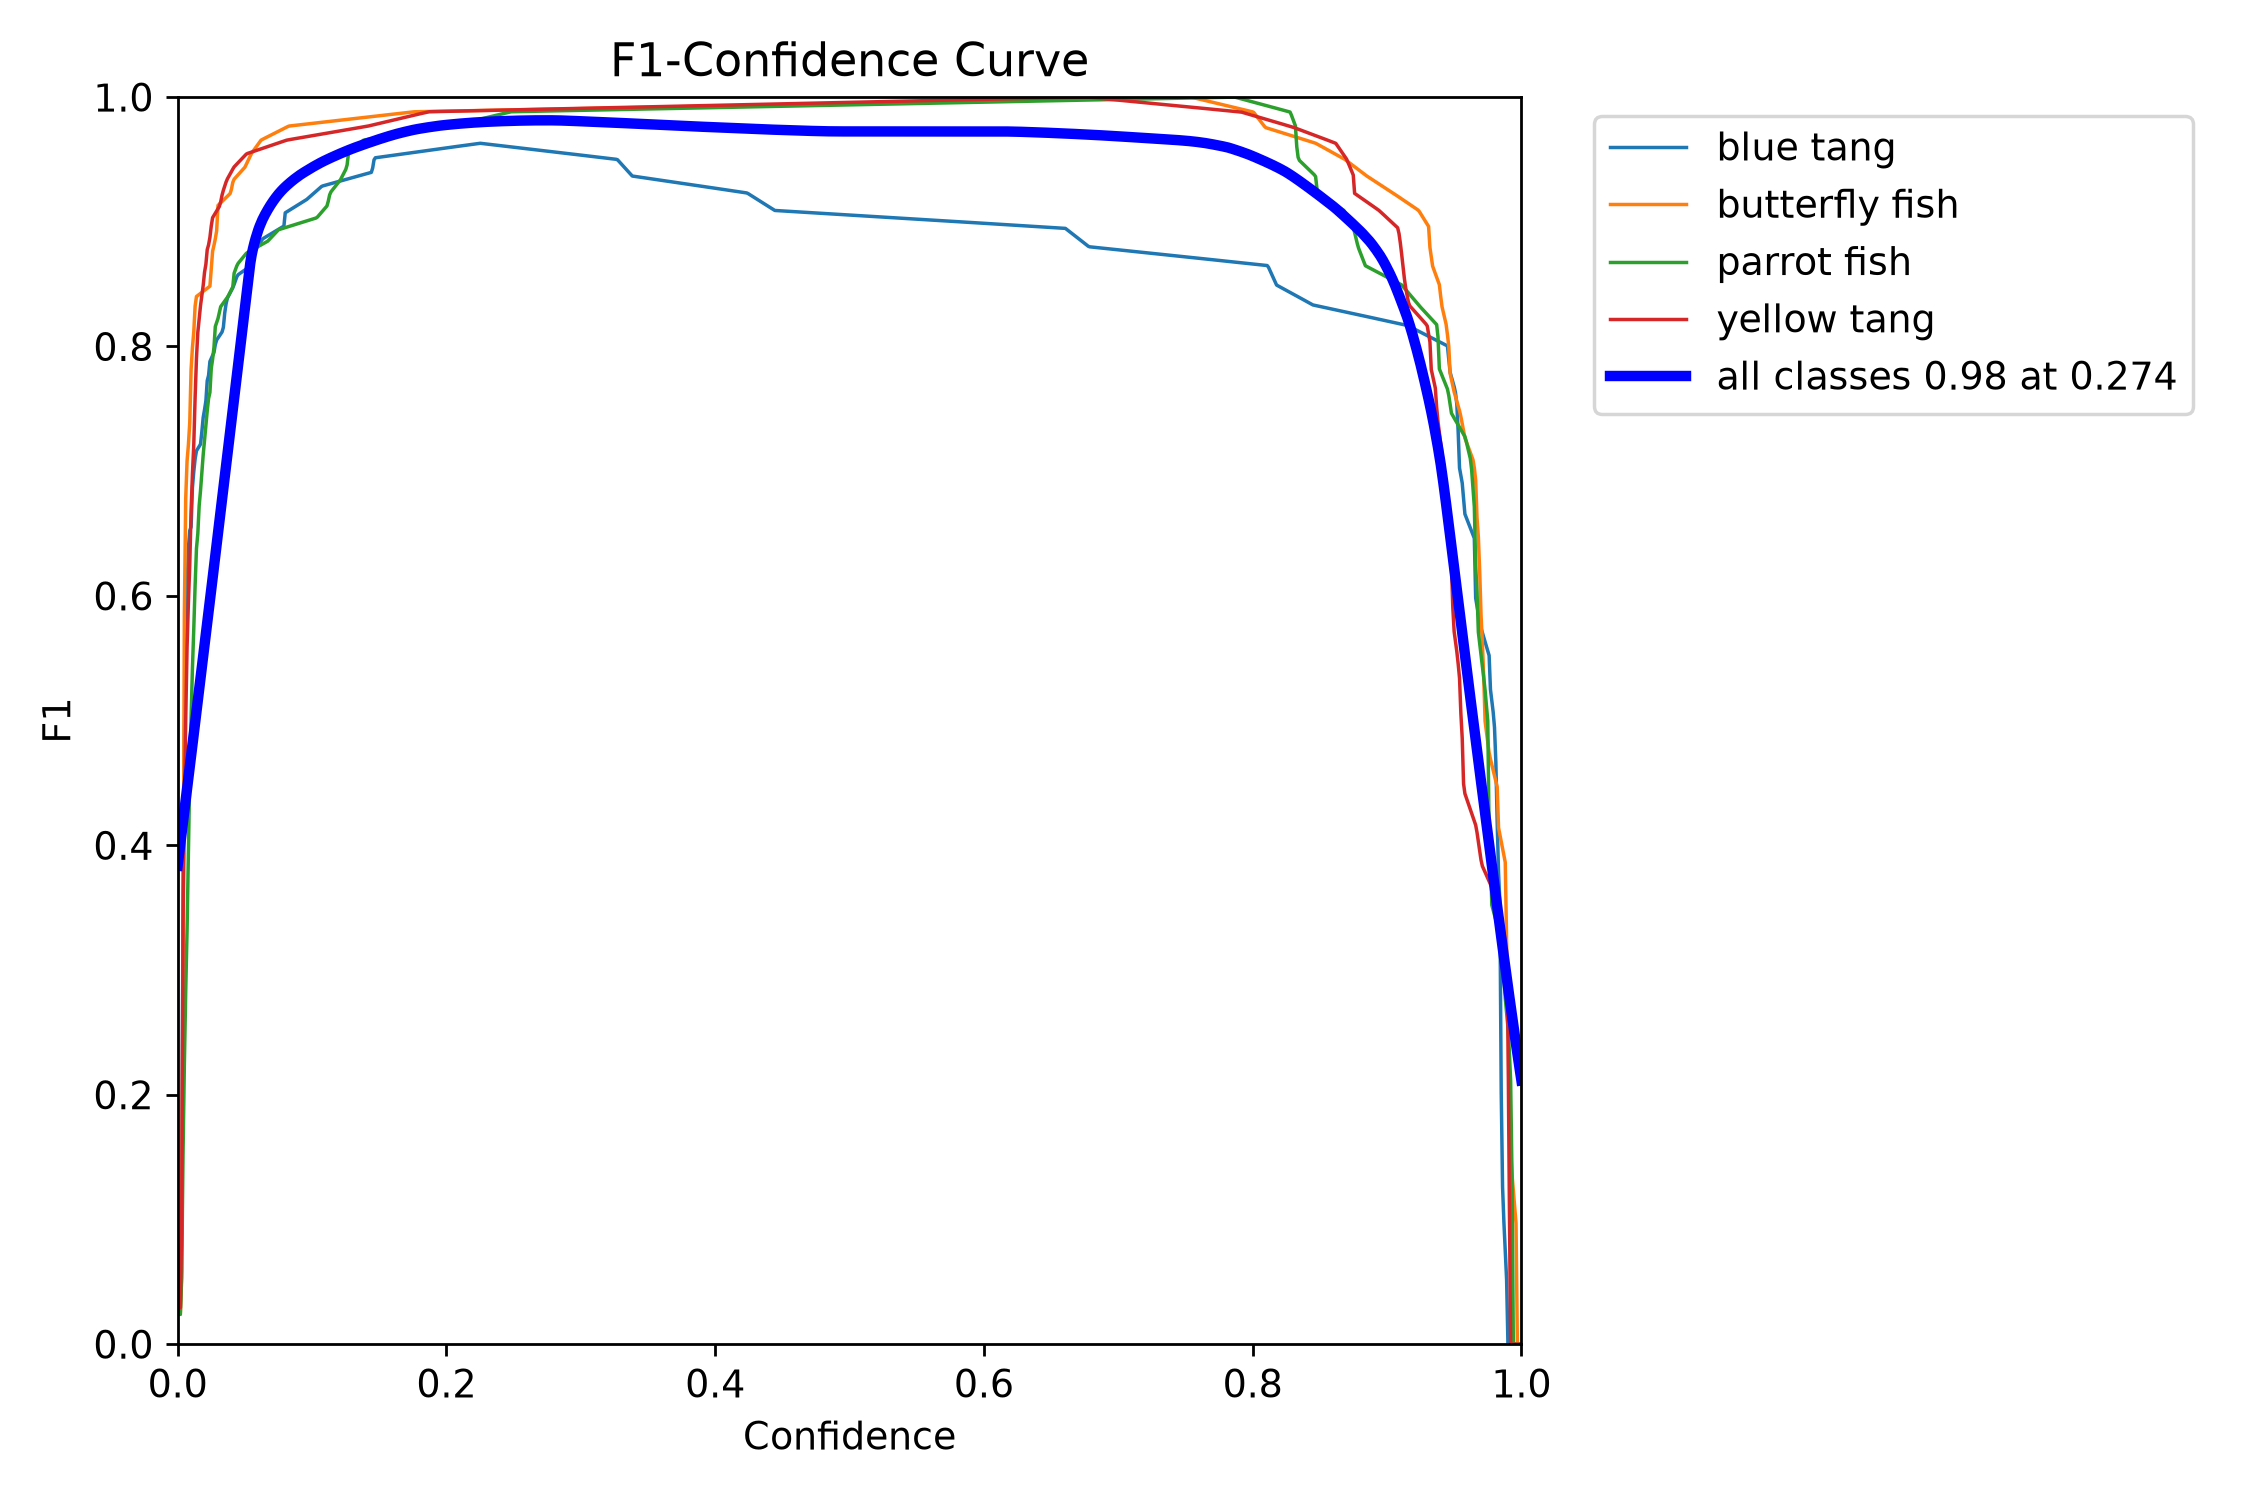 F1-Confidence Curve
1.0
0.8
0.6
0.4
0.2
0.0
F1
0.0 0.2 0.4 0.6 0.8 1.0
Confidence
blue tang
butterfly fish
parrot fish
yellow tang
all classes 0.98 at 0.274